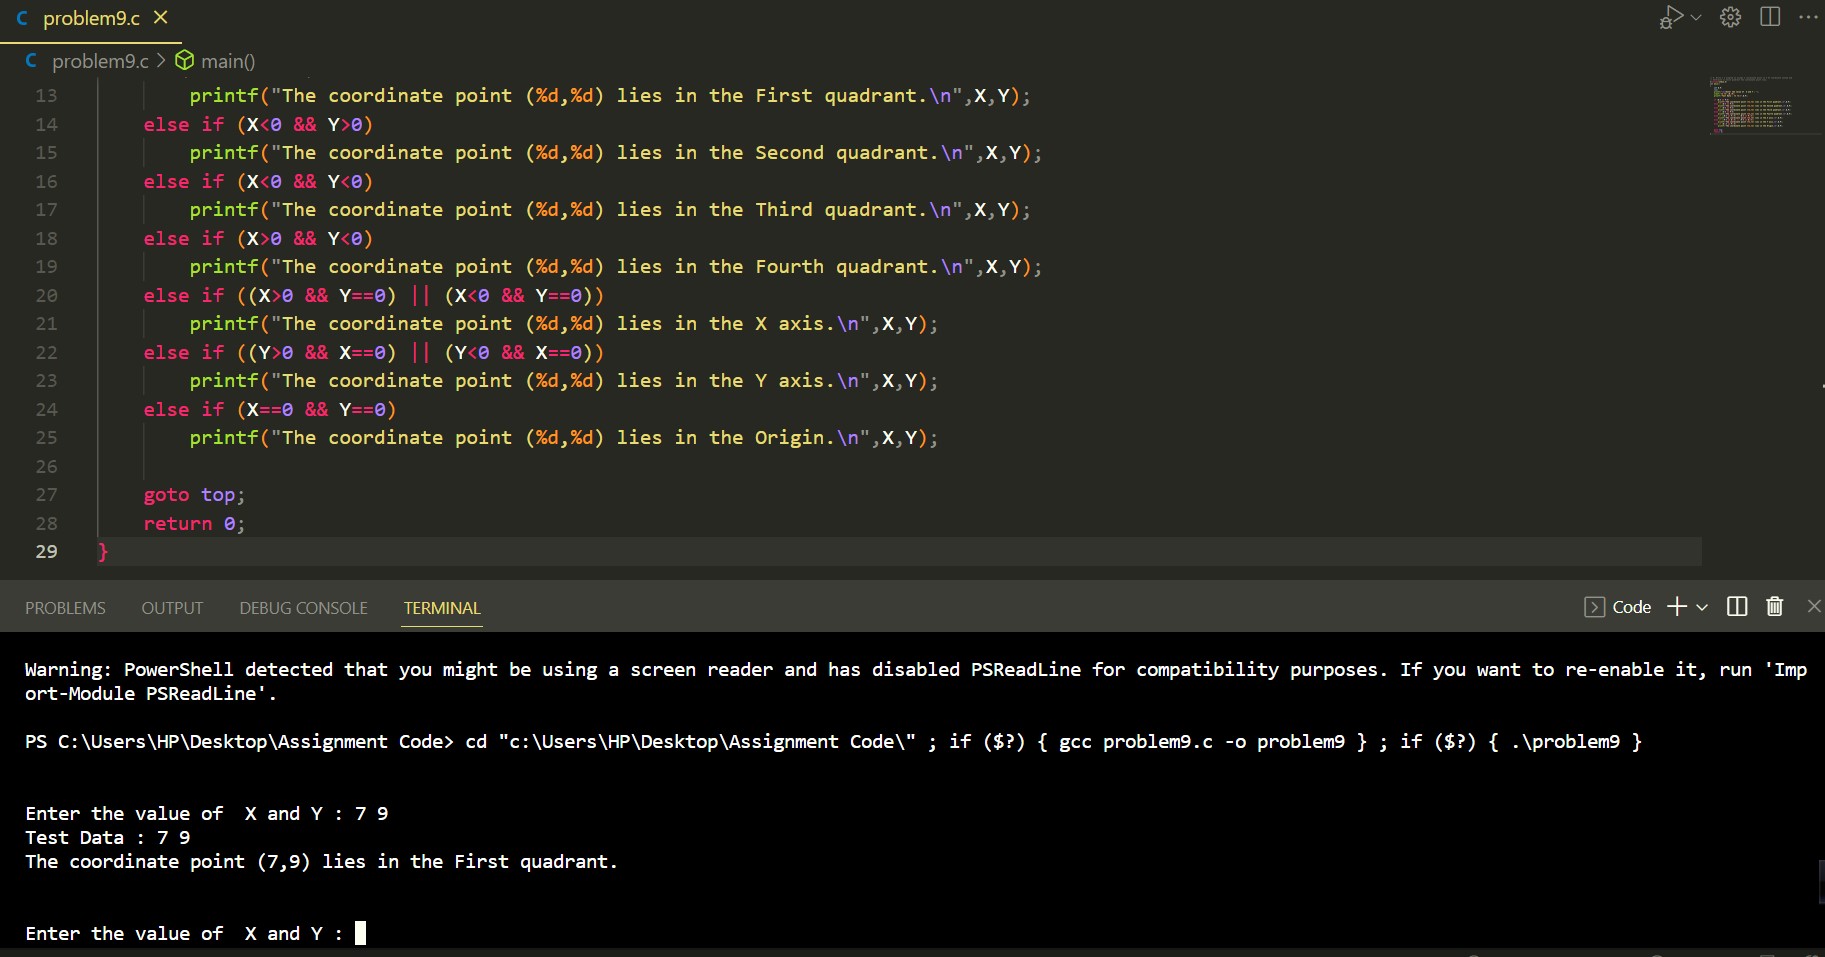 C problem9.c ×
C problem9.c > main()
13 printf("The coordinate point (%d,%d) lies in the First quadrant.\n",X,Y);
14 else if (X<0 && Y>0)
15 printf("The coordinate point (%d,%d) lies in the Second quadrant.\n",X,Y);
16 else if (X<0 && Y<0)
17 printf("The coordinate point (%d,%d) lies in the Third quadrant.\n",X,Y);
18 else if (X>0 && Y<0)
19 printf("The coordinate point (%d,%d) lies in the Fourth quadrant.\n",X,Y);
20 else if ((X>0 && Y==0) || (X<0 && Y==0))
21 printf("The coordinate point (%d,%d) lies in the X axis.\n",X,Y);
22 else if ((Y>0 && X==0) || (Y<0 && X==0))
23 printf("The coordinate point (%d,%d) lies in the Y axis.\n",X,Y);
24 else if (X==0 && Y==0)
25 printf("The coordinate point (%d,%d) lies in the Origin.\n",X,Y);
26
27 goto top;
28 return 0;
29 }
PROBLEMS OUTPUT DEBUG CONSOLE TERMINAL Code
Warning: PowerShell detected that you might be using a screen reader and has disabled PSReadLine for compatibility purposes. If you want to re-enable it, run 'Imp
ort-Module PSReadLine'.
PS C:\Users\HP\Desktop\Assignment Code> cd "c:\Users\HP\Desktop\Assignment Code\" ; if ($?) { gcc problem9.c -o problem9 } ; if ($?) { .\problem9 }
Enter the value of  X and Y : 7 9
Test Data : 7 9
The coordinate point (7,9) lies in the First quadrant.
Enter the value of  X and Y :